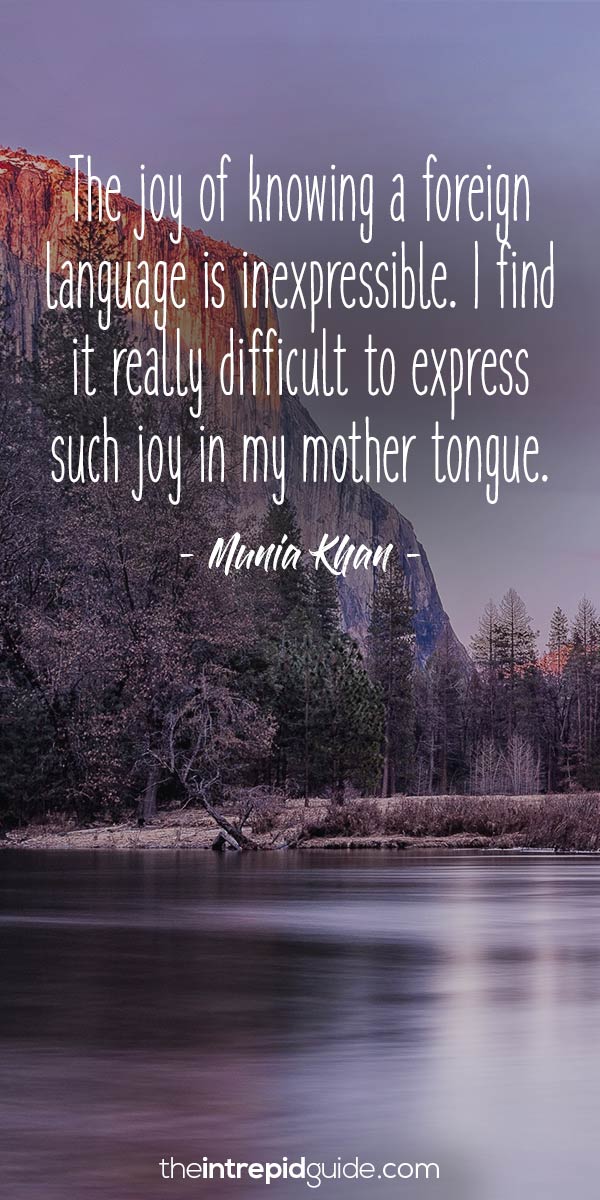 The joy of knowing a foreign
language is inexpressible. I find
it really difficult to express
such joy in my mother tongue.
- Munia Khan -
theintrepidguide.com